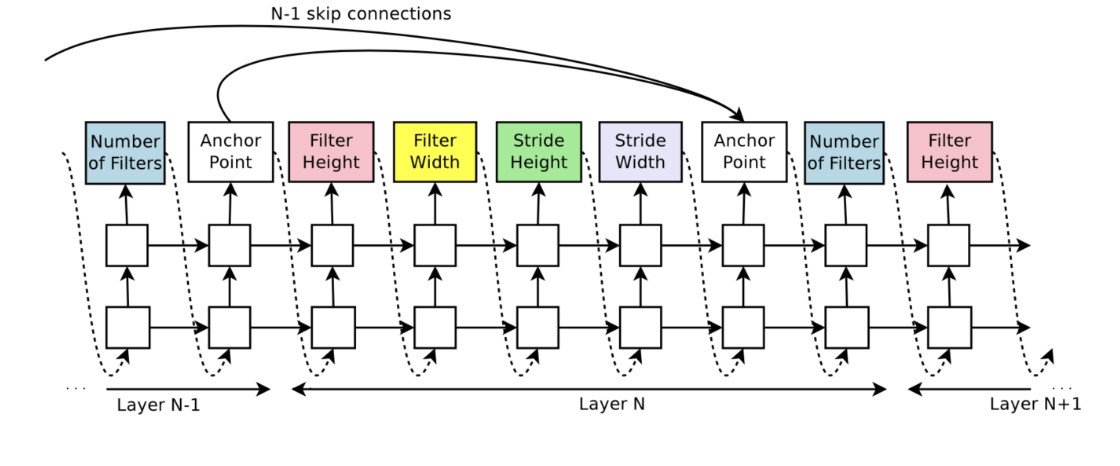 N-1 skip connections
Number
of Filters
Anchor
Point
Filter
Height
Filter
Width
Stride
Height
Stride
Width
Anchor
Point
Number
of Filters
Filter
Height
. . .
Layer N-1
Layer N
. . .
Layer N+1